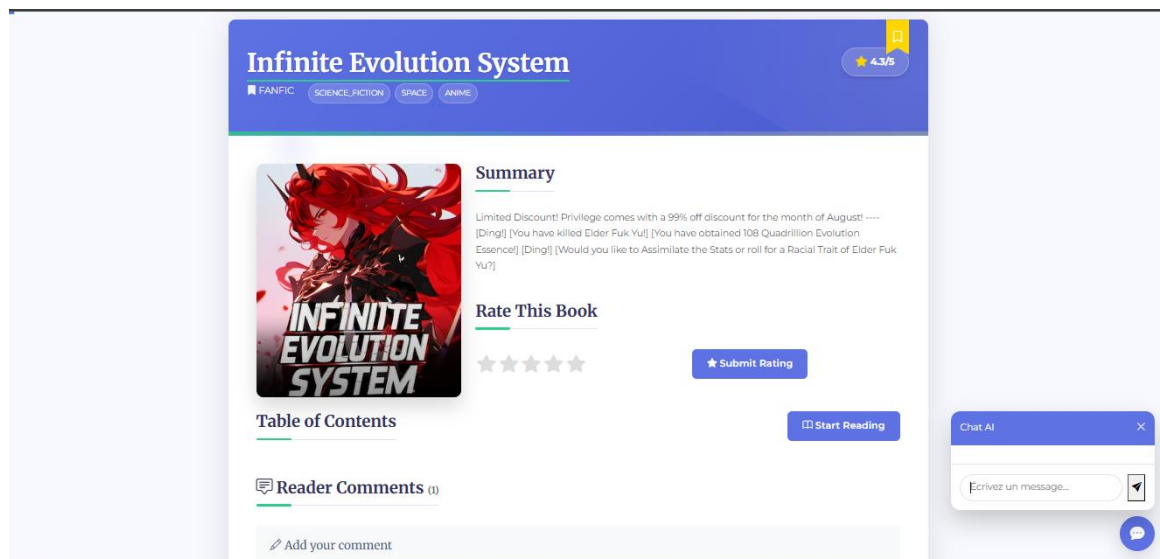 Infinite Evolution System
4.3/5
FANFIC SCIENCE_FICTION SPACE ANIME
INFINIITE
EVOLUTION
SYSTEM
Summary
Limited Discount! Privilege comes with a 99% off discount for the month of August! ----
[Ding!] [You have killed Elder Fuk Yu!] [You have obtained 108 Quadrillion Evolution
Essence!] [Ding!] [Would you like to Assimilate the Stats or roll for a Racial Trait of Elder Fuk
Yu?]
Rate This Book
Submit Rating
Table of Contents
Start Reading
Reader Comments (1)
Add your comment
Chat AI
Écrivez un message...